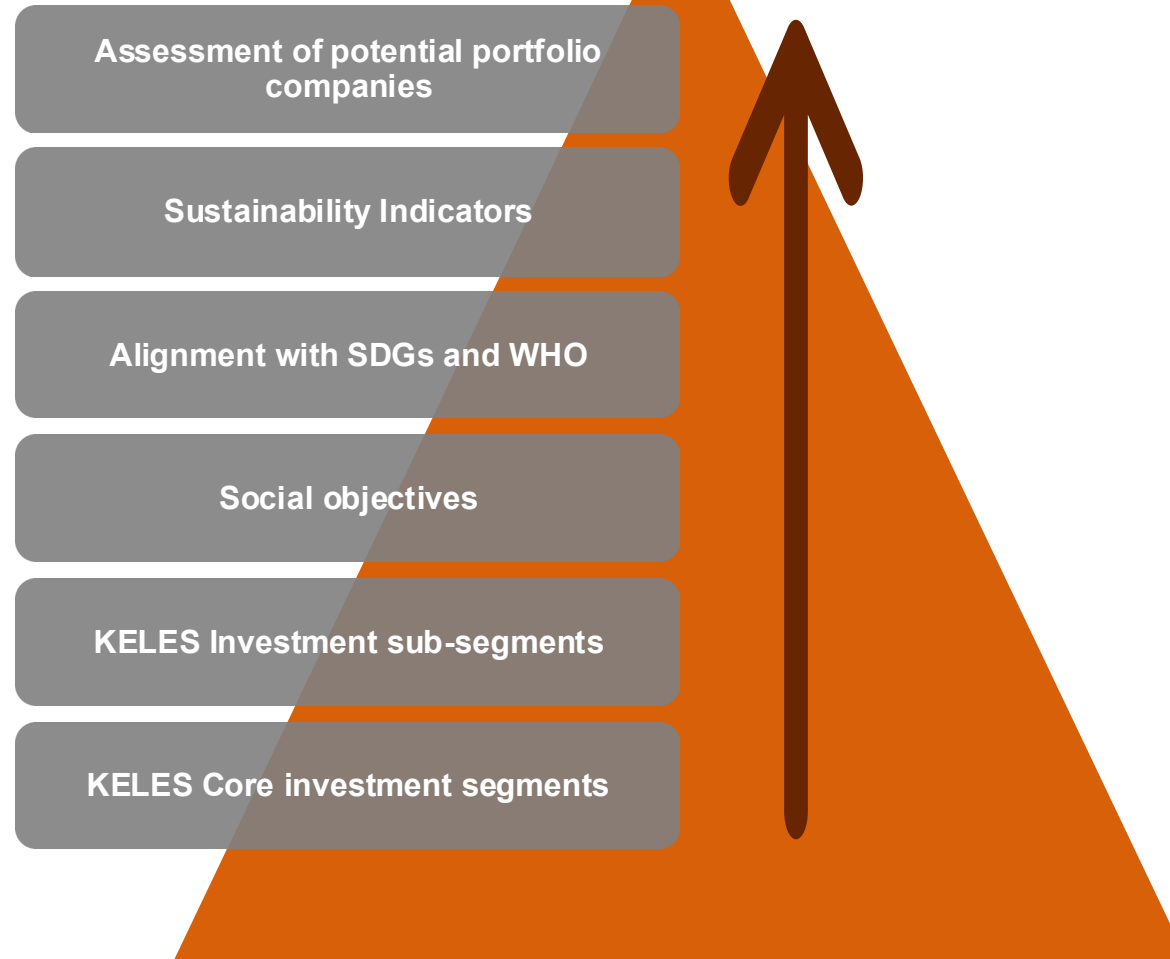 Assessment of potential portfolio
companies
Sustainability Indicators
Alignment with SDGs and WHO
Social objectives
KELES Investment sub-segments
KELES Core investment segments